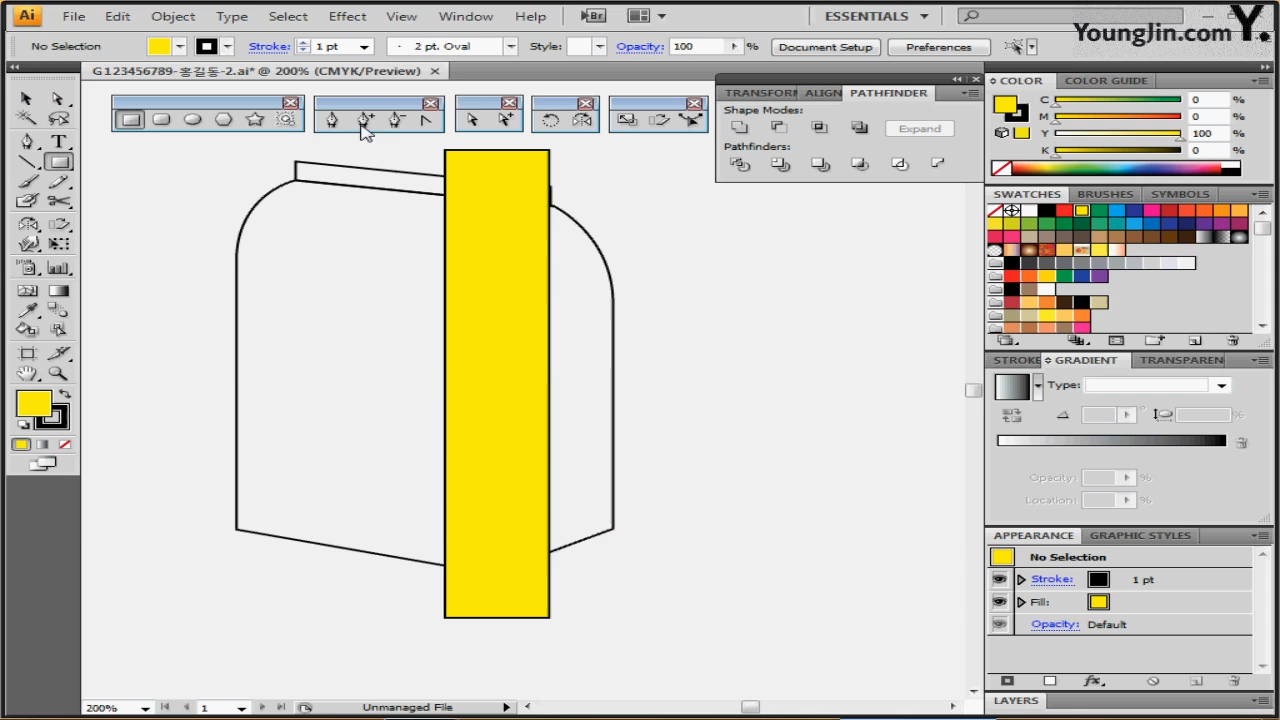 Ai File Edit Object Type Select Effect View Window Help Br ESSENTIALS
Y.
YoungJin.com
No Selection Stroke: 1 pt 2 pt. Oval Style: Opacity: 100 % Document Setup Preferences
G123456789-홍길동-2.ai* @ 200% (CMYK/Preview)
TRANSFORM ALIGN PATHFINDER
Shape Modes:
Expand
Pathfinders:
COLOR COLOR GUIDE
C 0 %
M 0 %
Y 100 %
K 0 %
SWATCHES BRUSHES SYMBOLS
STROKE GRADIENT TRANSPAREN
Type:
Opacity: %
Location: %
APPEARANCE GRAPHIC STYLES
No Selection
Stroke: 1 pt
Fill:
Opacity: Default
fx
LAYERS
200% 1 Unmanaged File